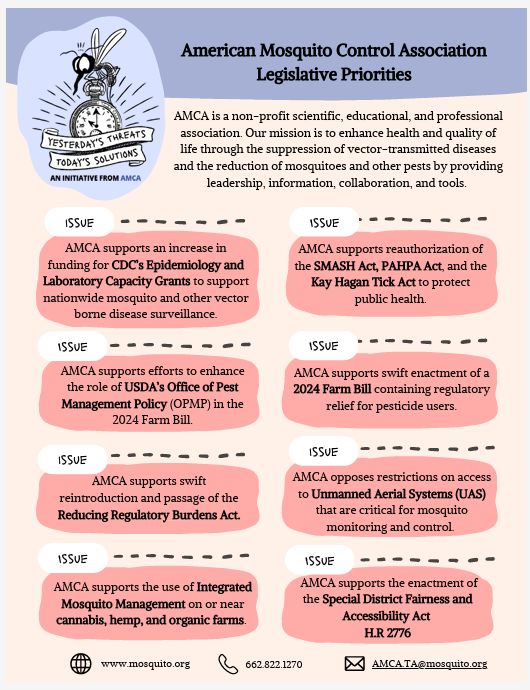 American Mosquito Control Association
Legislative Priorities
YESTERDAY'S THREATS
TODAY'S SOLUTIONS
AN INITIATIVE FROM AMCA
AMCA is a non-profit scientific, educational, and professional
association. Our mission is to enhance health and quality of
life through the suppression of vector-transmitted diseases
and the reduction of mosquitoes and other pests by providing
leadership, information, collaboration, and tools.
ISSUE
AMCA supports an increase in
funding for CDC's Epidemiology and
Laboratory Capacity Grants to support
nationwide mosquito and other vector
borne disease surveillance.
ISSUE
AMCA supports reauthorization of
the SMASH Act, PAHPA Act, and the
Kay Hagan Tick Act to protect
public health.
ISSUE
AMCA supports efforts to enhance
the role of USDA's Office of Pest
Management Policy (OPMP) in the
2024 Farm Bill.
ISSUE
AMCA supports swift enactment of a
2024 Farm Bill containing regulatory
relief for pesticide users.
ISSUE
AMCA supports swift
reintroduction and passage of the
Reducing Regulatory Burdens Act.
ISSUE
AMCA opposes restrictions on access
to Unmanned Aerial Systems (UAS)
that are critical for mosquito
monitoring and control.
ISSUE
AMCA supports the use of Integrated
Mosquito Management on or near
cannabis, hemp, and organic farms.
ISSUE
AMCA supports the enactment of
the Special District Fairness and
Accessibility Act
H.R 2776
www.mosquito.org
662.822.1270
AMCA.TA@mosquito.org